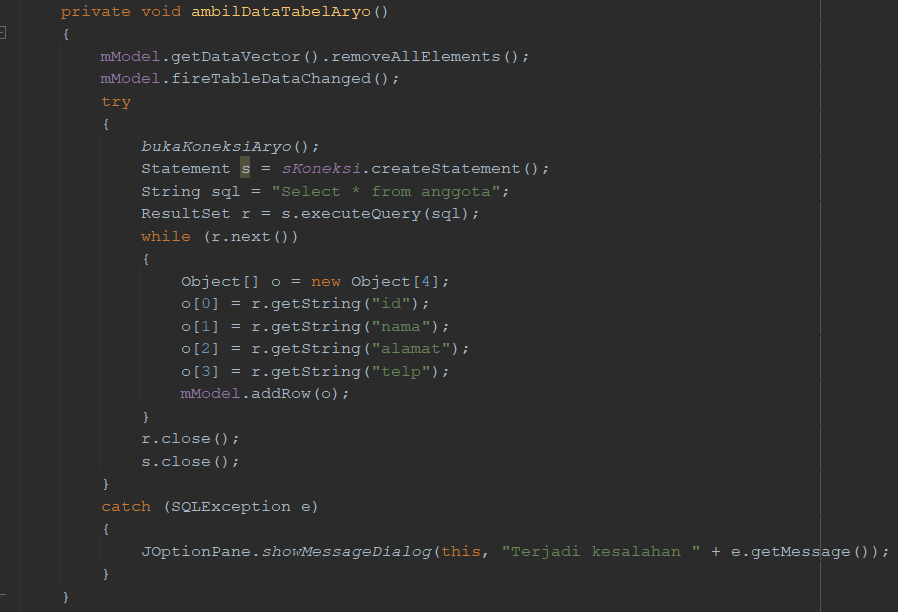 private void ambilDataTabelAryo()
{
mModel.getDataVector().removeAllElements();
mModel.fireTableDataChanged();
try
{
bukaKoneksiAryo();
Statement s = sKoneksi.createStatement();
String sql = "Select * from anggota";
ResultSet r = s.executeQuery(sql);
while (r.next())
{
Object[] o = new Object[4];
o[0] = r.getString("id");
o[1] = r.getString("nama");
o[2] = r.getString("alamat");
o[3] = r.getString("telp");
mModel.addRow(o);
}
r.close();
s.close();
}
catch (SQLException e)
{
JOptionPane.showMessageDialog(this, "Terjadi kesalahan " + e.getMessage());
}
}